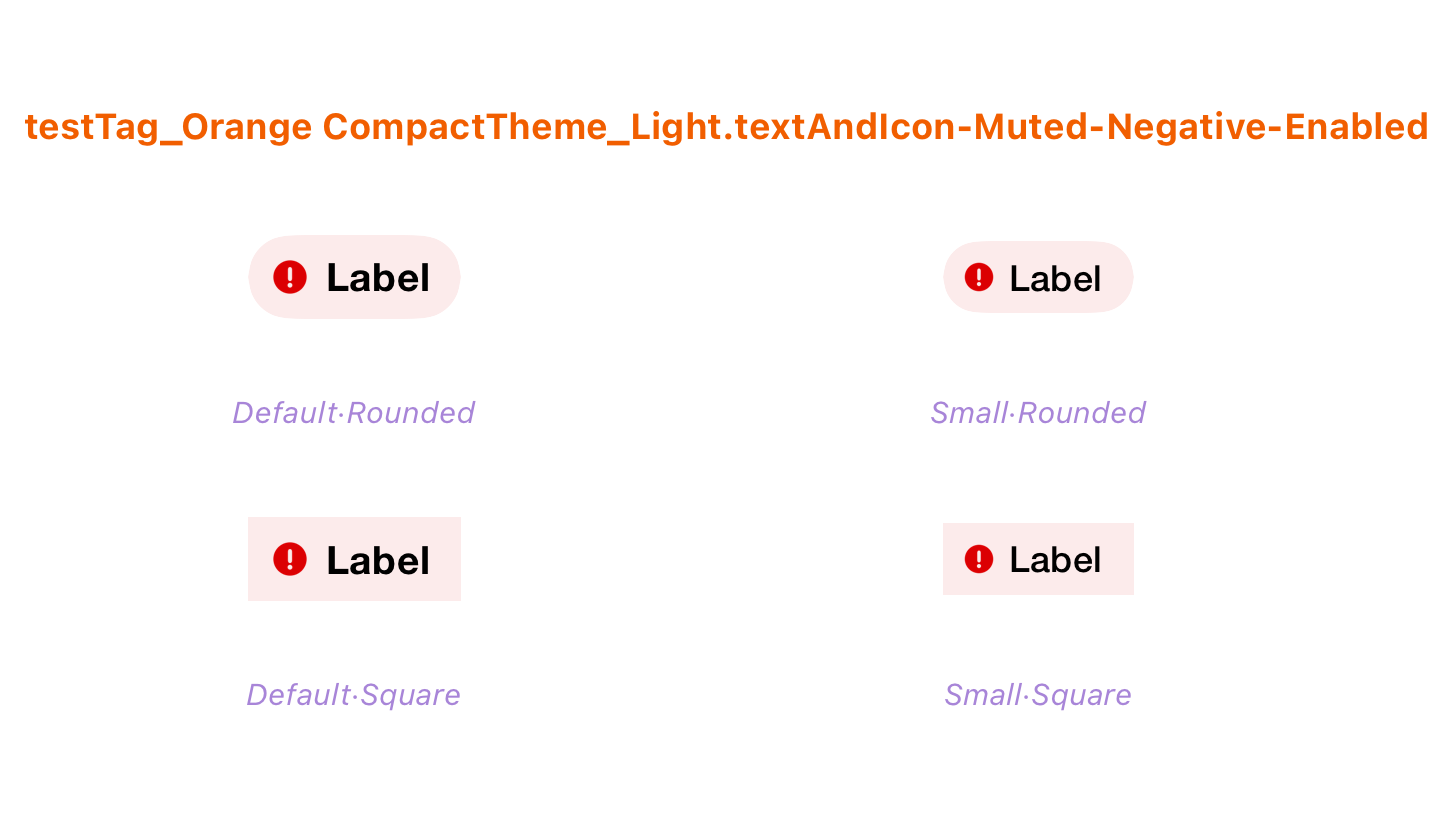 testTag_Orange CompactTheme_Light.textAndIcon-Muted-Negative-Enabled
Label
Label
Default·Rounded
Small·Rounded
Label
Label
Default·Square
Small·Square